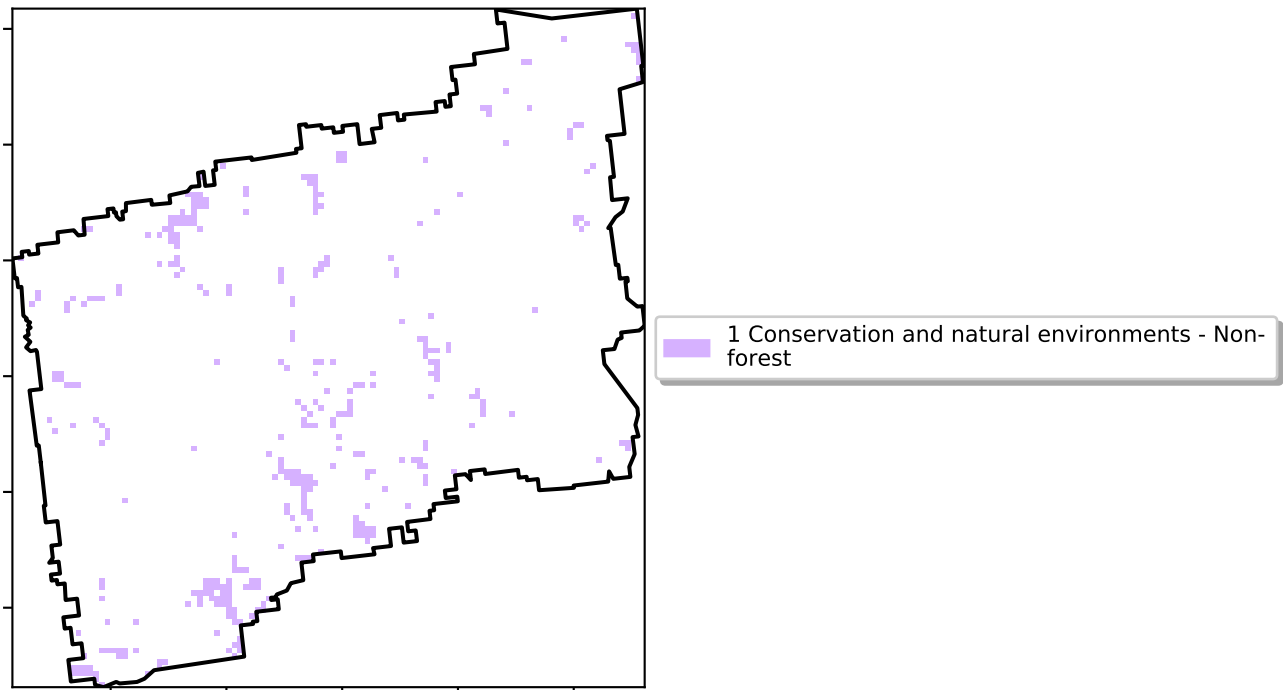 1 Conservation and natural environments - Non-
forest